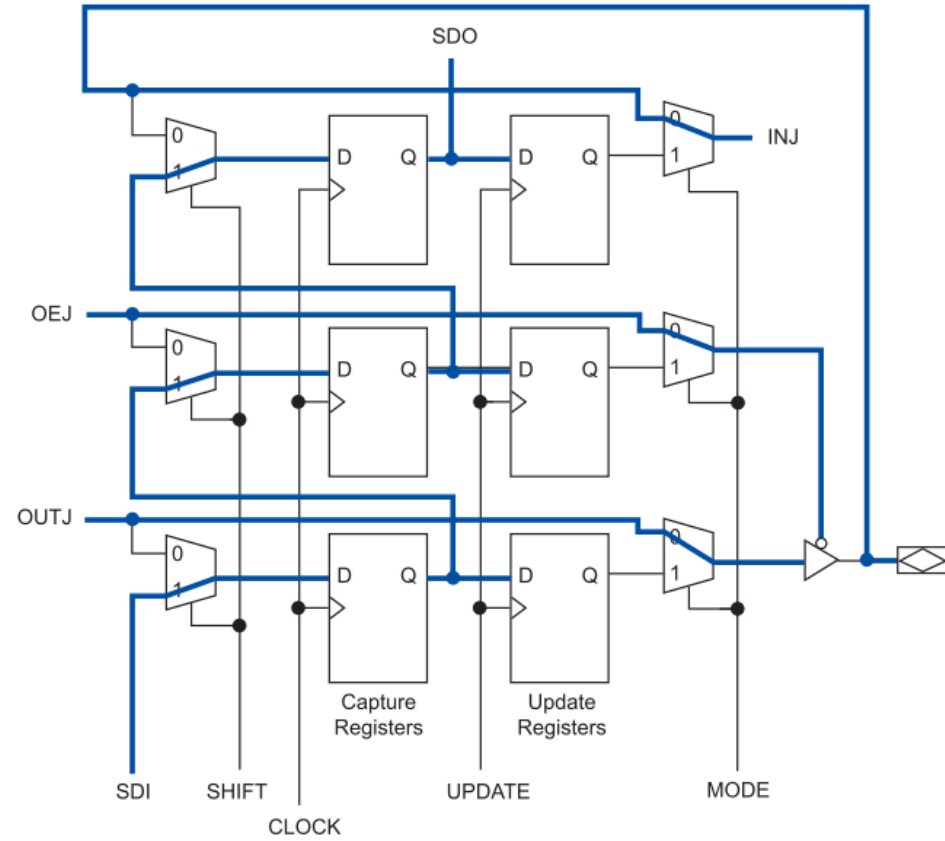 SDO
0
1
D Q
D Q
0
1
INJ
OEJ
0
1
D Q
D Q
0
1
OUTJ
0
1
D Q
D Q
0
1
Capture
Registers
Update
Registers
SDI
SHIFT
UPDATE
MODE
CLOCK